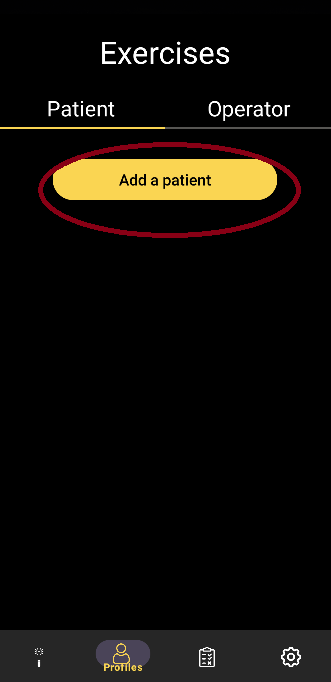 Exercises
Patient
Operator
Add a patient
i
Profiles